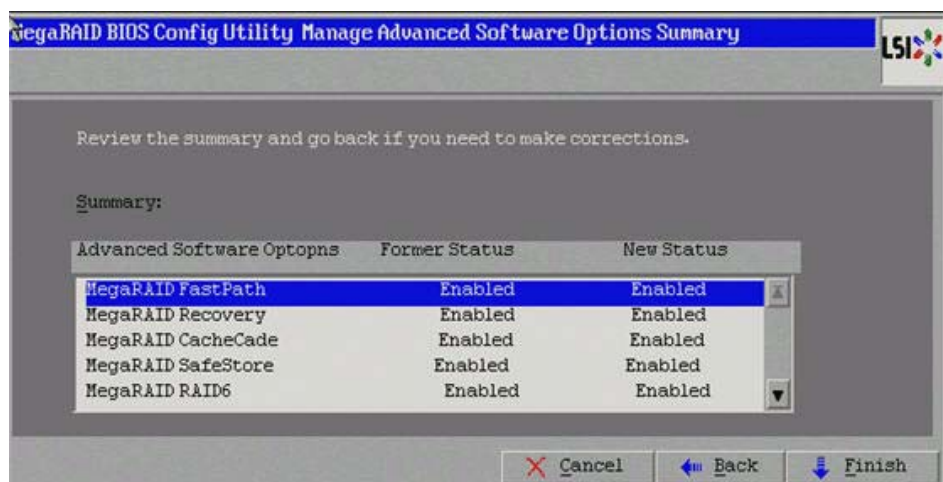 MegaRAID BIOS Config Utility Manage Advanced Software Options Summary
LSI
Review the summary and go back if you need to make corrections.
Summary:
Advanced Software Optopns Former Status New Status
MegaRAID FastPath Enabled Enabled
MegaRAID Recovery Enabled Enabled
MegaRAID CacheCade Enabled Enabled
MegaRAID SafeStore Enabled Enabled
MegaRAID RAID6 Enabled Enabled
Cancel Back Finish